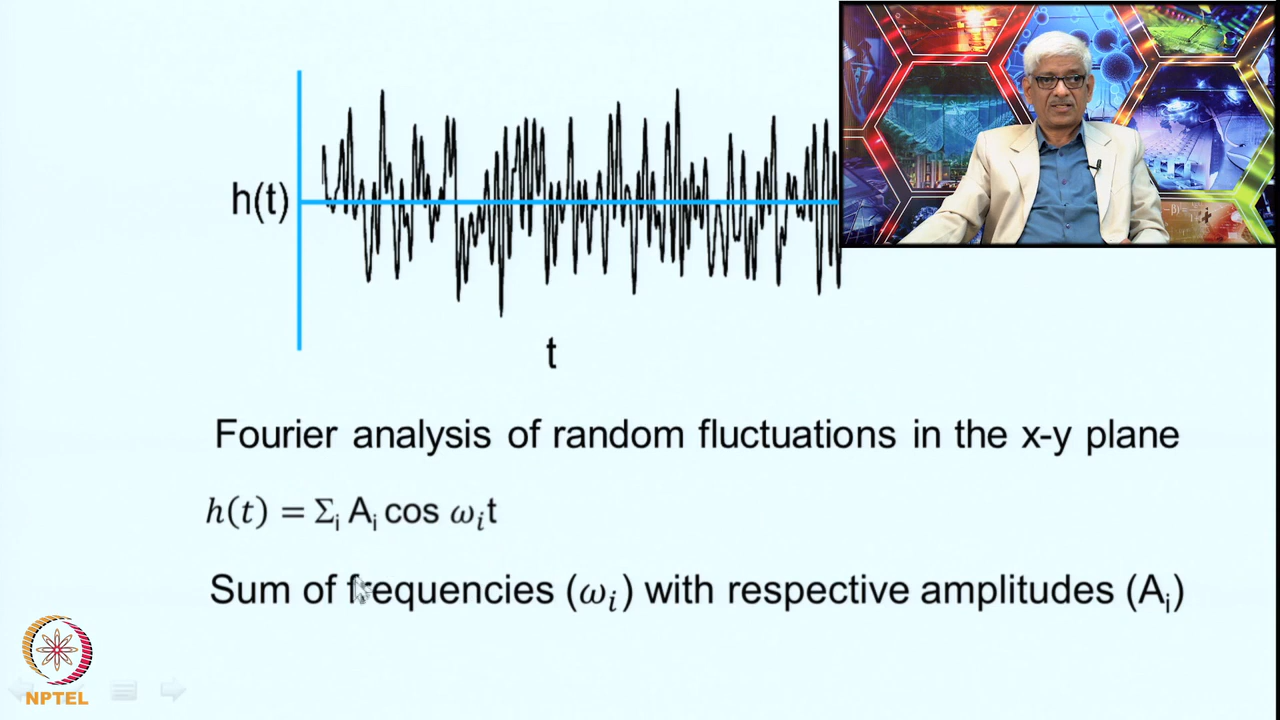 h(t)
t
Fourier analysis of random fluctuations in the x-y plane
h(t) = Σi Ai cos ωit
Sum of frequencies (ωi) with respective amplitudes (Ai)
NPTEL